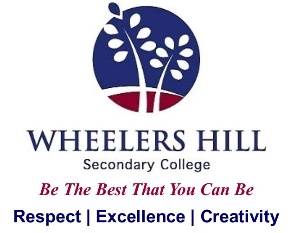 WHEELERS HILL
Secondary College
Be The Best That You Can Be
Respect | Excellence | Creativity